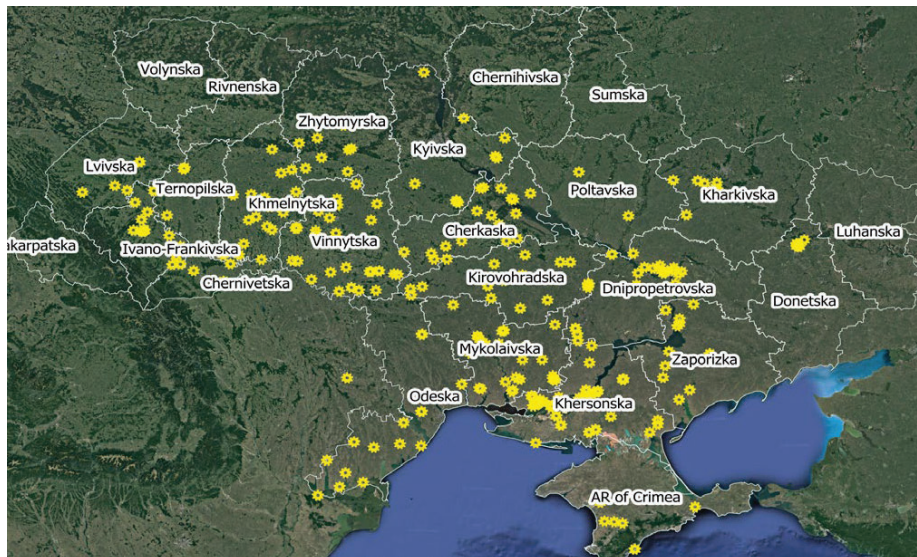 Volynska
Rivnenska
Chernihivska
Sumska
Zhytomyrska
Kyivska
Lvivska
Ternopilska
Khmelnytska
Poltavska
Kharkivska
akarpatska
Ivano-Frankivska
Vinnytska
Cherkaska
Luhanska
Chernivetska
Kirovohradska
Dnipropetrovska
Donetska
Mykolaivska
Zaporizka
Odeska
Khersonska
AR of Crimea